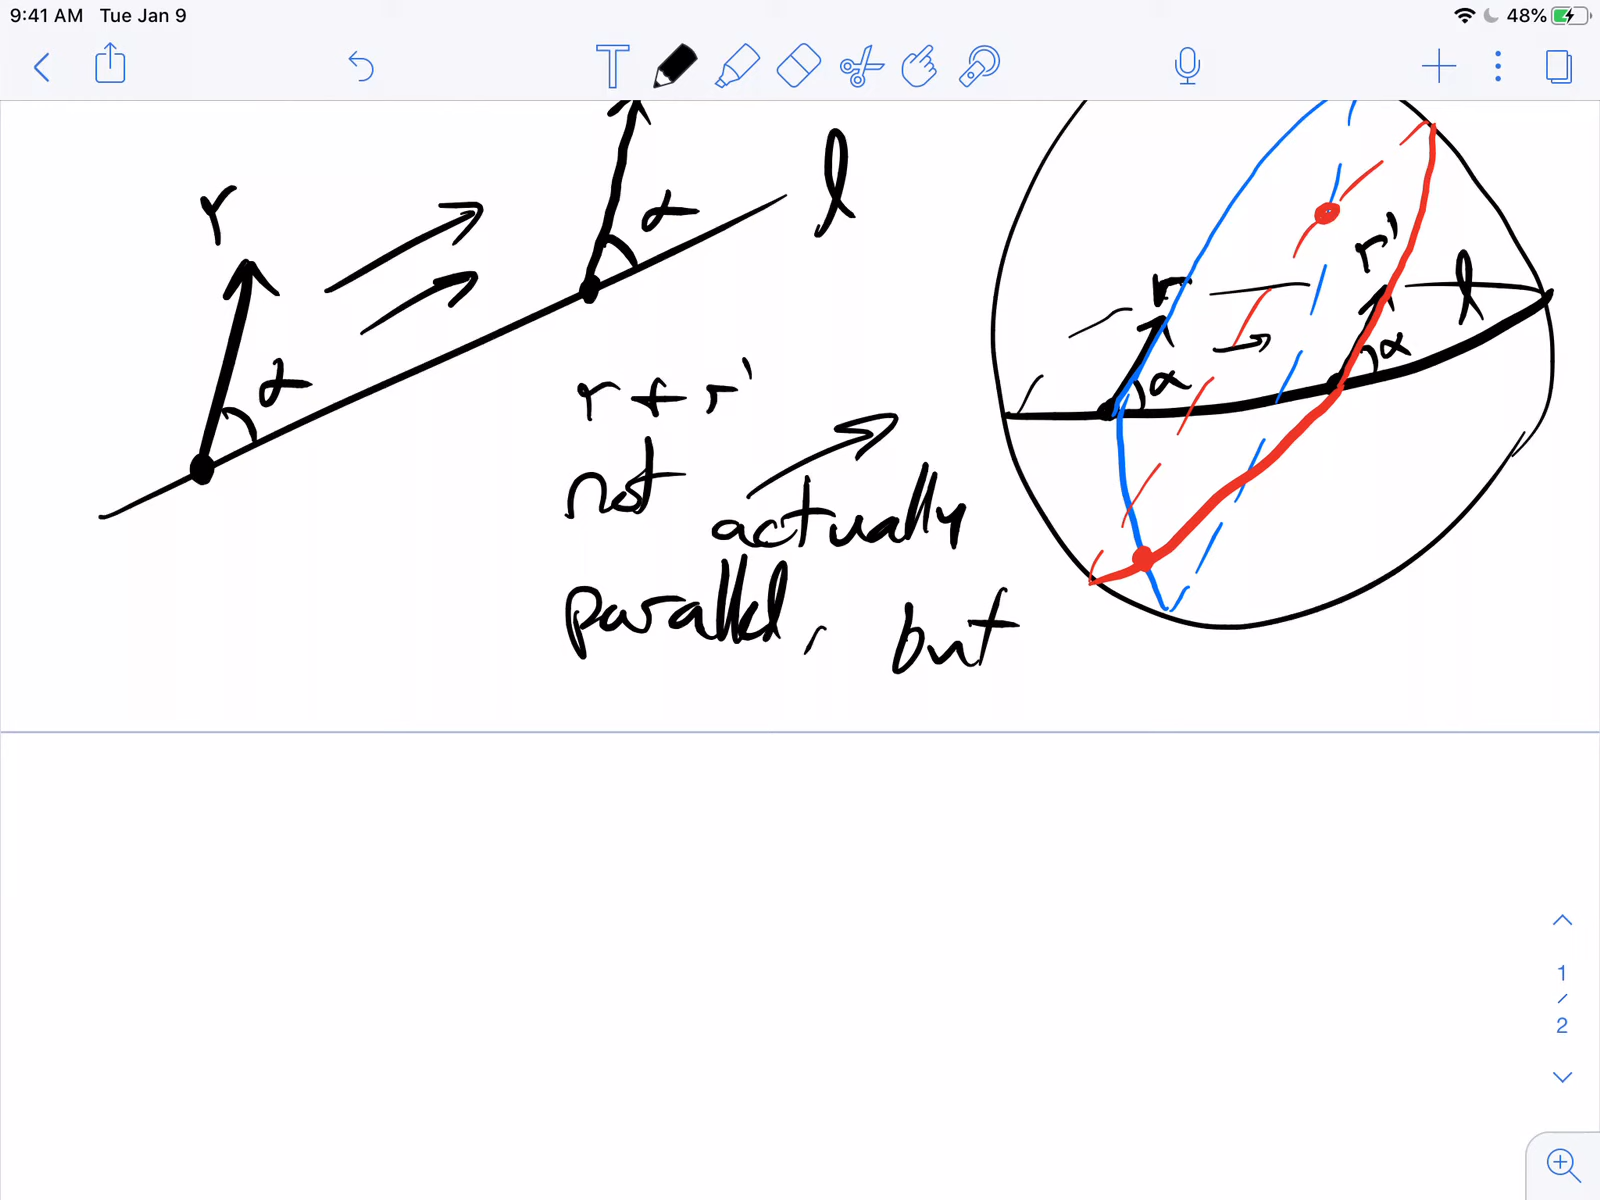 9:41 AM Tue Jan 9
48%
T
r
α
α
l
r + r'
not actually
parallel, but
r
α
r'
α
l
1
/
2